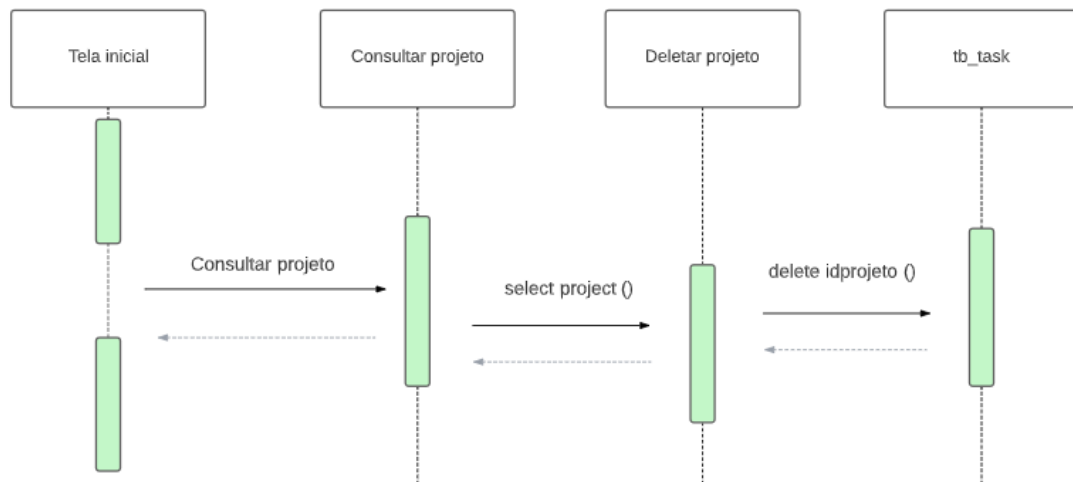 Tela inicial
Consultar projeto
Deletar projeto
tb_task
Consultar projeto
select project ()
delete idprojeto ()